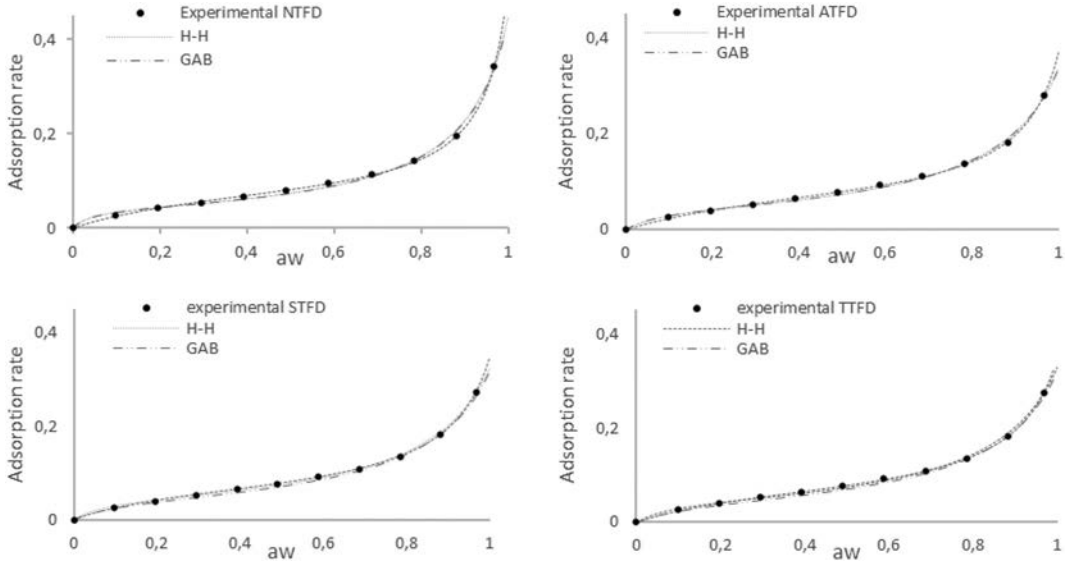 Experimental NTFD
H-H
GAB
Adsorption rate
0,4
0,2
0
0 0,2 0,4 0,6 0,8 1
aw
Experimental ATFD
H-H
GAB
Adsorption rate
0,4
0,2
0
0 0,2 0,4 0,6 0,8 1
aw
experimental STFD
H-H
GAB
Adsorption rate
0,4
0,2
0
0 0,2 0,4 0,6 0,8 1
aw
experimental TTFD
H-H
GAB
Adsorption rate
0,4
0,2
0
0 0,2 0,4 0,6 0,8 1
aw